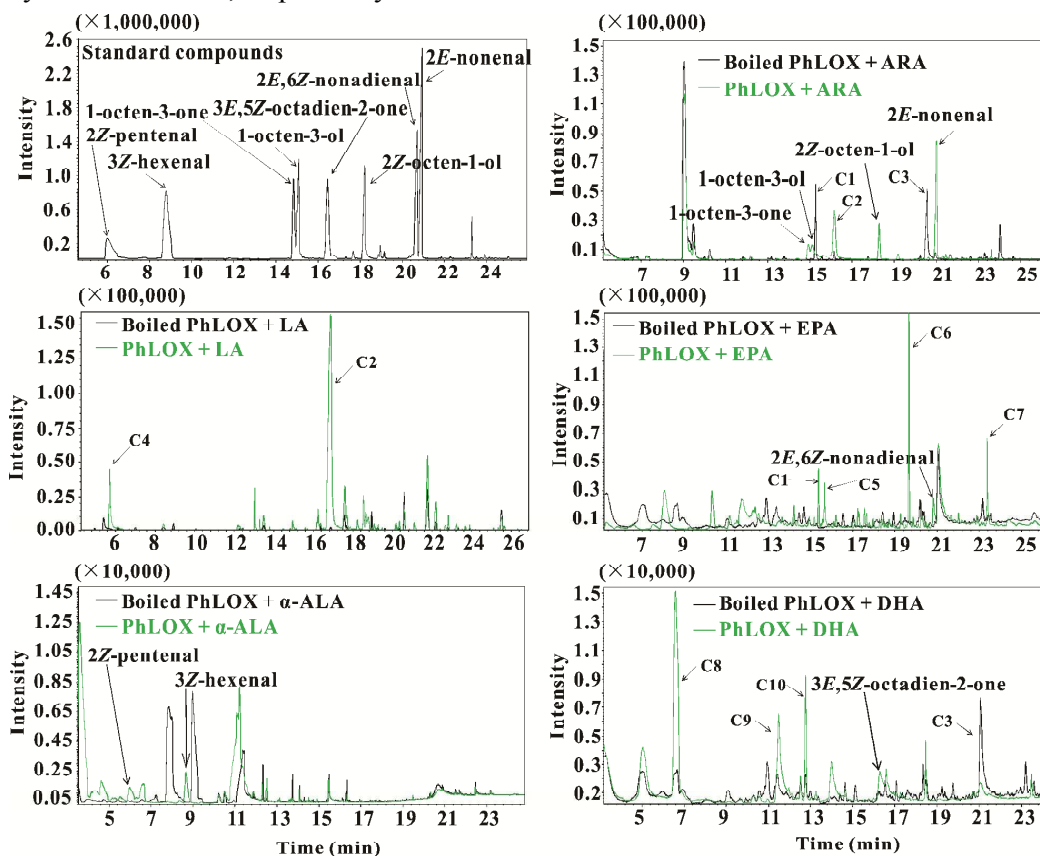 (×1,000,000)
Standard compounds
2E-nonenal
2E,6Z-nonadienal
1-octen-3-one
3E,5Z-octadien-2-one
2Z-pentenal
1-octen-3-ol
3Z-hexenal
2Z-octen-1-ol
Intensity
2.6
2.2
1.8
1.4
1.0
0.6
0.2
6 8 10 12 14 16 18 20 22 24
(×100,000)
Boiled PhLOX + ARA
PhLOX + ARA
2E-nonenal
2Z-octen-1-ol
1-octen-3-ol
C1
C3
1-octen-3-one
C2
Intensity
1.5
1.3
1.1
0.9
0.7
0.5
0.3
0.1
7 9 11 13 15 17 19 21 23 25
(×100,000)
Boiled PhLOX + LA
PhLOX + LA
C2
C4
Intensity
1.50
1.25
1.00
0.75
0.50
0.25
0.00
6 8 10 12 14 16 18 20 22 24 26
(×100,000)
Boiled PhLOX + EPA
PhLOX + EPA
C6
C7
2E,6Z-nonadienal
C1
C5
Intensity
1.5
1.3
1.1
0.9
0.7
0.5
0.3
0.1
5 7 9 11 13 15 17 19 21 23 25
(×10,000)
Boiled PhLOX + α-ALA
PhLOX + α-ALA
2Z-pentenal
3Z-hexenal
Intensity
1.45
1.25
1.05
0.85
0.65
0.45
0.25
0.05
5 7 9 11 13 15 17 19 21 23
Time (min)
(×10,000)
Boiled PhLOX + DHA
PhLOX + DHA
C8
C10
3E,5Z-octadien-2-one
C9
C3
Intensity
1.5
1.3
1.1
0.9
0.7
0.5
0.3
0.2
5 7 9 11 13 15 17 19 21 23
Time (min)